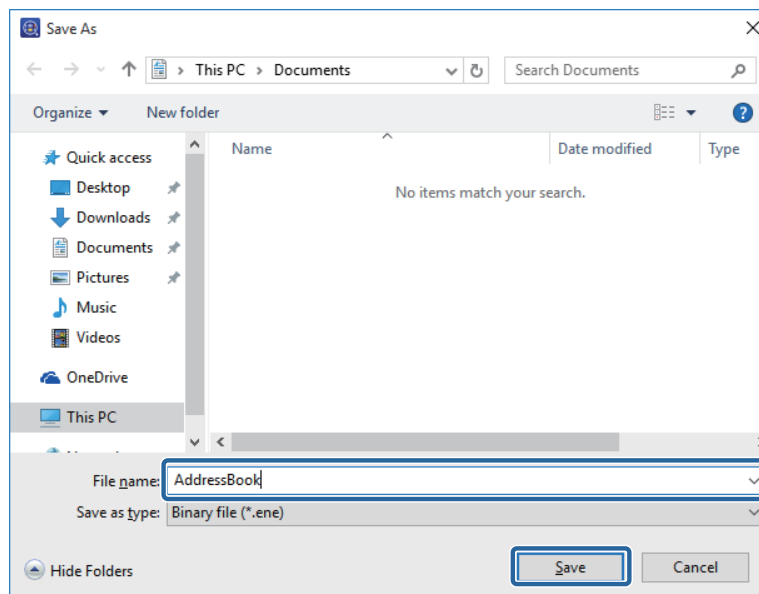 Save As
This PC > Documents
Search Documents
Organize
New folder
Name
Date modified
Type
Quick access
No items match your search.
Desktop
Downloads
Documents
Pictures
Music
Videos
OneDrive
This PC
File name: AddressBook
Save as type: Binary file (*.ene)
Hide Folders
Save
Cancel